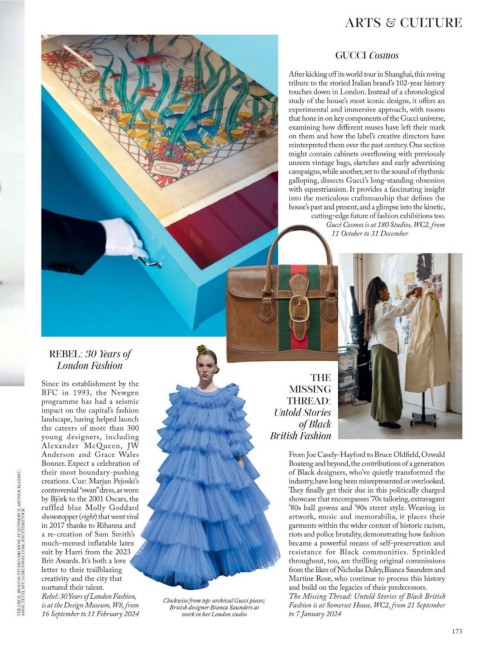 ARTS & CULTURE
GUCCI Cosmos
After kicking off its world tour in Shanghai, this roving
tribute to the storied Italian brand's 102-year history
touches down in London. Instead of a chronological
study of the house's most iconic designs, it offers an
experimental and immersive approach, with rooms
that hone in on key components of the Gucci universe,
examining how different muses have left their mark
on them and how the label's creative directors have
reinterpreted them over the past century. One section
might contain cabinets overflowing with previously
unseen vintage bags, sketches and early advertising
campaigns, while another, set to the sound of rhythmic
galloping, dissects Gucci's long-standing obsession
with equestrianism. It provides a fascinating insight
into the meticulous craftsmanship that defines the
house's past and present, and a glimpse into the kinetic,
cutting-edge future of fashion exhibitions too.
Gucci Cosmos is at 180 Studios, WC2, from
11 October to 31 December
REBEL: 30 Years of
London Fashion
Since its establishment by the
BFC in 1993, the Newgen
programme has had a seismic
impact on the capital's fashion
landscape, having helped launch
the careers of more than 300
young designers, including
Alexander McQueen, JW
Anderson and Grace Wales
Bonner. Expect a celebration of
their most boundary-pushing
creations. Cue: Marjan Pejoski's
controversial "swan" dress, as worn
by Björk to the 2001 Oscars, the
ruffled blue Molly Goddard
showstopper (right) that went viral
in 2017 thanks to Rihanna and
a re-creation of Sam Smith's
much-memed inflatable latex
suit by Harri from the 2023
Brit Awards. It's both a love
letter to their trailblazing
creativity and the city that
nurtured their talent.
Rebel: 30 Years of London Fashion,
is at the Design Museum, W8, from
16 September to 11 February 2024
Clockwise from top: archival Gucci pieces;
British designer Bianca Saunders at
work in her London studio
THE
MISSING
THREAD:
Untold Stories
of Black
British Fashion
From Joe Casely-Hayford to Bruce Oldfield, Ozwald
Boateng and beyond, the contributions of a generation
of Black designers, who've quietly transformed the
industry, have long been misrepresented or overlooked.
They finally get their due in this politically charged
showcase that encompasses '70s tailoring, extravagant
'80s ball gowns and '90s street style. Weaving in
artwork, music and memorabilia, it places their
garments within the wider context of historic racism,
riots and police brutality, demonstrating how fashion
became a powerful means of self-preservation and
resistance for Black communities. Sprinkled
throughout, too, are thrilling original commissions
from the likes of Nicholas Daley, Bianca Saunders and
Martine Rose, who continue to process this history
and build on the legacies of their predecessors.
The Missing Thread: Untold Stories of Black British
Fashion is at Somerset House, WC2, from 21 September
to 7 January 2024
173